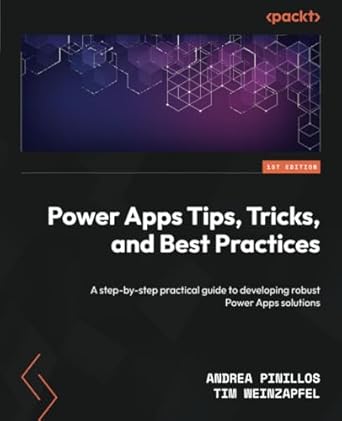 <packt>
1ST EDITION
Power Apps Tips, Tricks,
and Best Practices
A step-by-step practical guide to developing robust
Power Apps solutions
ANDREA PINILLOS
TIM WEINZAPFEL